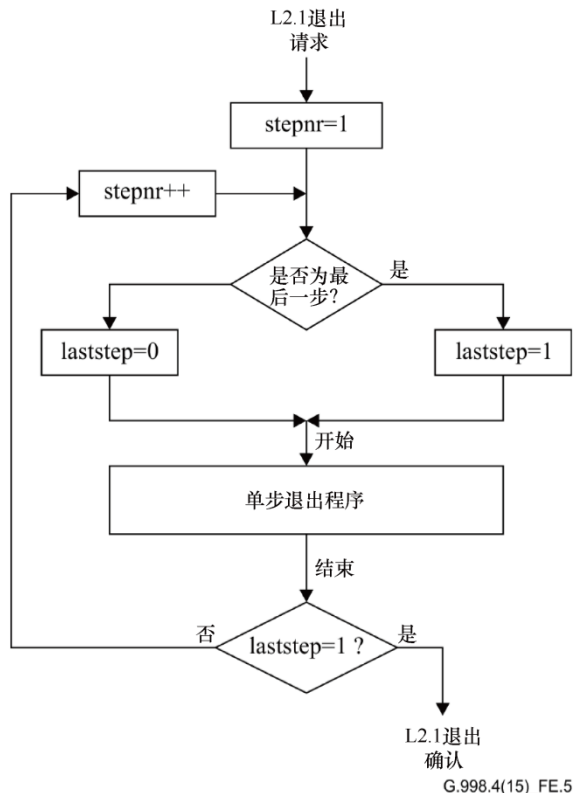 L2.1退出
请求
stepnr=1
stepnr++
是否为最
后一步?
是
laststep=0
laststep=1
开始
单步退出程序
结束
否
laststep=1 ?
是
L2.1退出
确认
G.998.4(15)_FE.5